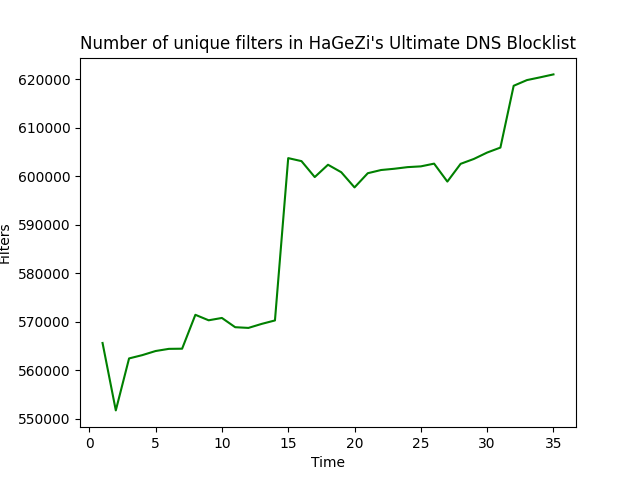 Number of unique filters in HaGeZi's Ultimate DNS Blocklist
620000
610000
600000
590000
580000
570000
560000
550000
Filters
0 5 10 15 20 25 30 35
Time